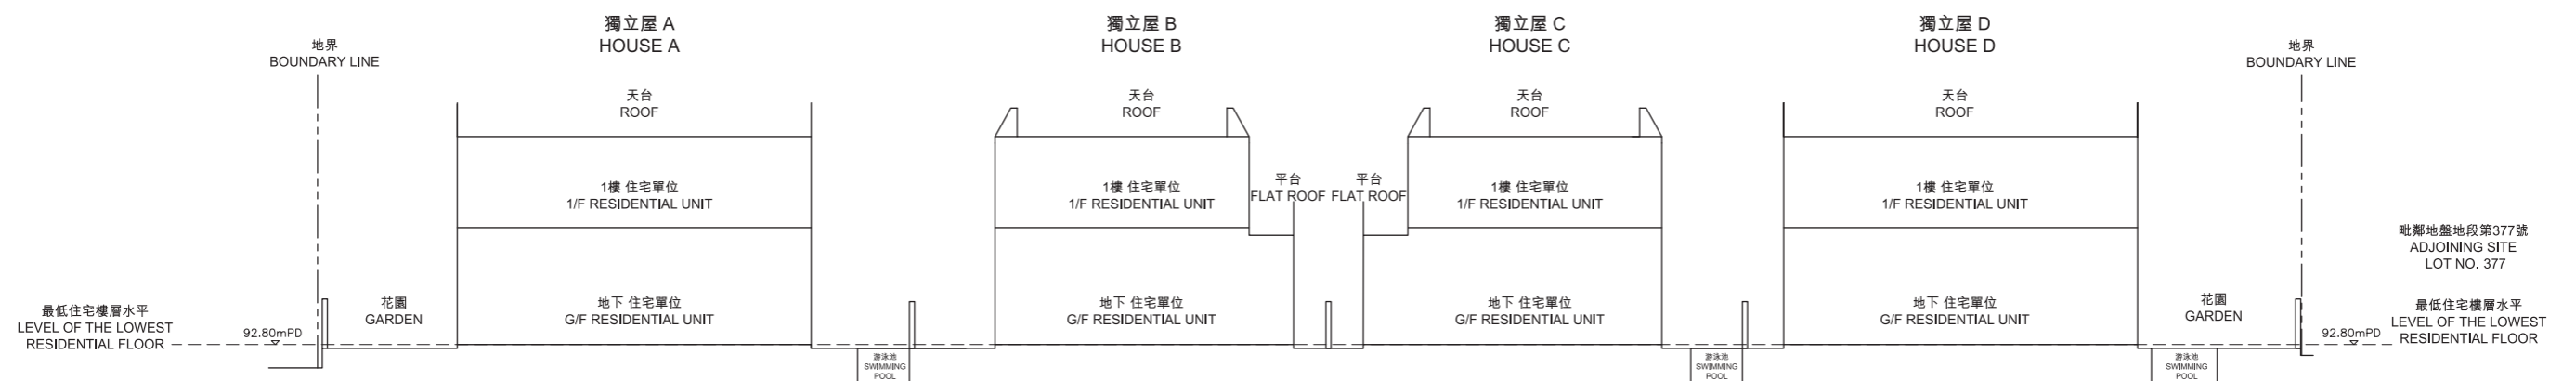 獨立屋 A
HOUSE A
獨立屋 B
HOUSE B
獨立屋 C
HOUSE C
獨立屋 D
HOUSE D
地界
BOUNDARY LINE
地界
BOUNDARY LINE
天台
ROOF
天台
ROOF
天台
ROOF
天台
ROOF
1樓 住宅單位
1/F RESIDENTIAL UNIT
1樓 住宅單位
1/F RESIDENTIAL UNIT
平台
FLAT ROOF
平台
FLAT ROOF
1樓 住宅單位
1/F RESIDENTIAL UNIT
1樓 住宅單位
1/F RESIDENTIAL UNIT
毗鄰地盤地段第377號
ADJOINING SITE
LOT NO. 377
最低住宅樓層水平
LEVEL OF THE LOWEST
RESIDENTIAL FLOOR
92.80mPD
花園
GARDEN
地下 住宅單位
G/F RESIDENTIAL UNIT
地下 住宅單位
G/F RESIDENTIAL UNIT
地下 住宅單位
G/F RESIDENTIAL UNIT
地下 住宅單位
G/F RESIDENTIAL UNIT
花園
GARDEN
92.80mPD
最低住宅樓層水平
LEVEL OF THE LOWEST
RESIDENTIAL FLOOR
游泳池
SWIMMING
POOL
游泳池
SWIMMING
POOL
游泳池
SWIMMING
POOL